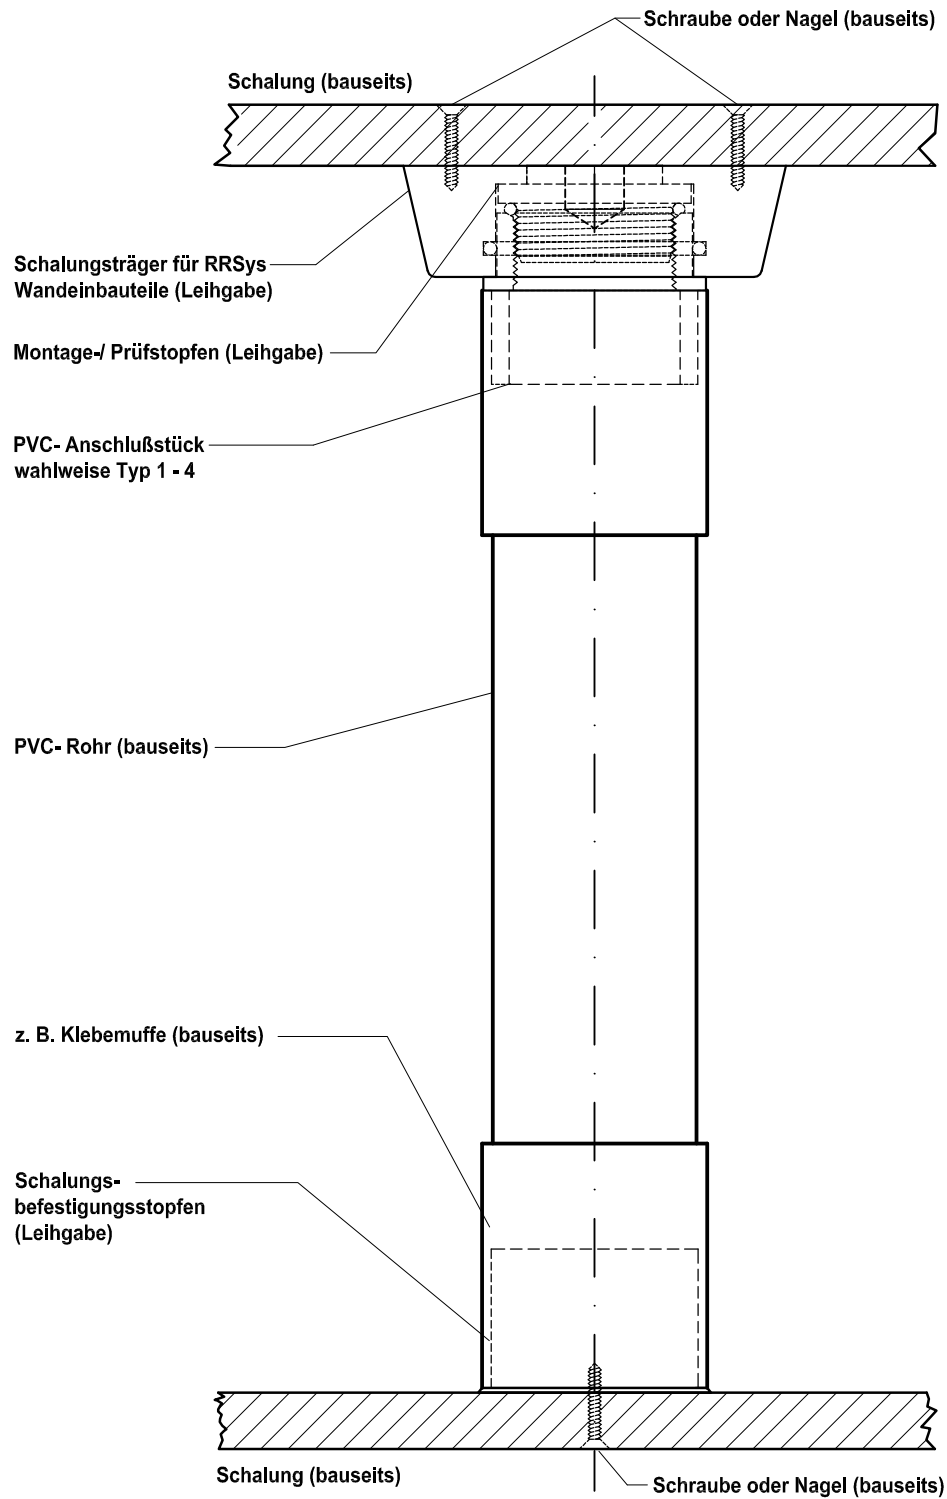 Schraube oder Nagel (bauseits)
Schalung (bauseits)
Schalungsträger für RRSys
Wandeinbauteile (Leihgabe)
Montage-/ Prüfstopfen (Leihgabe)
PVC- Anschlußstück
wahlweise Typ 1 - 4
PVC- Rohr (bauseits)
z. B. Klebemuffe (bauseits)
Schalungs-
befestigungsstopfen
(Leihgabe)
Schalung (bauseits)
Schraube oder Nagel (bauseits)